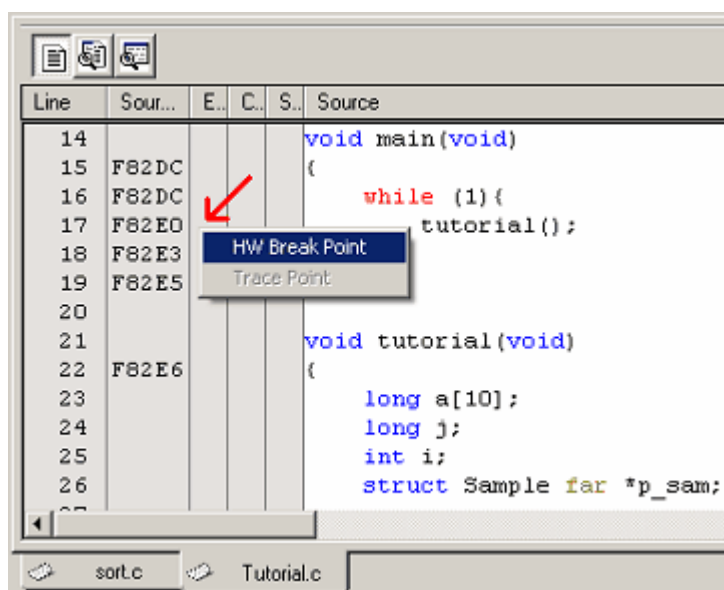 Line Sour... E.. C.. S.. Source
14 void main(void)
15 F82DC {
16 F82DC while (1){
17 F82E0 tutorial();
18 F82E3
19 F82E5
20
21 void tutorial(void)
22 F82E6 {
23 long a[10];
24 long j;
25 int i;
26 struct Sample far *p_sam;
HW Break Point
Trace Point
sort.c Tutorial.c